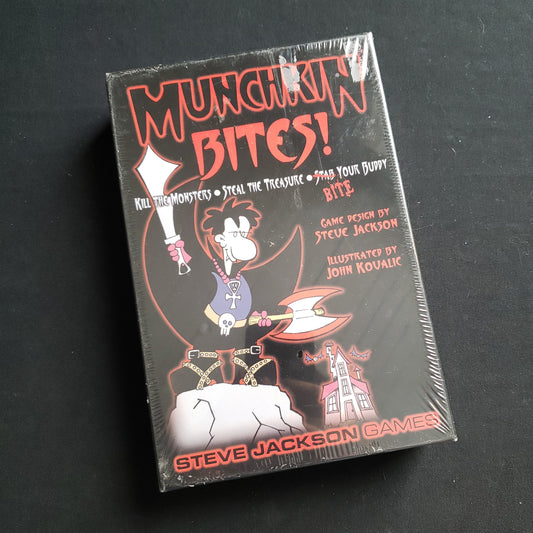 MUNCHKIN
BITES!
KILL THE MONSTERS • STEAL THE TREASURE • STAB YOUR BUDDY
BITE
GAME DESIGN BY
STEVE JACKSON
ILLUSTRATED BY
JOHN KOVALIC
STEVE JACKSON GAMES